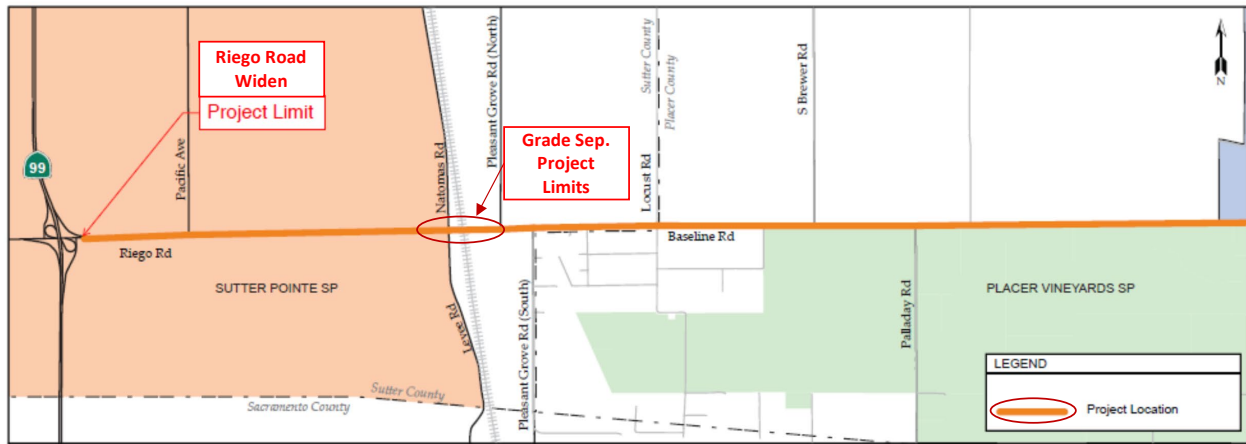 Riego Road
Widen
Project Limit
99
Pacific Ave
Natomas Rd
Pleasant Grove Rd (North)
Grade Sep.
Project
Limits
Sutter County
Placer County
Locust Rd
S Brewer Rd
N
Riego Rd
Baseline Rd
SUTTER POINTE SP
Levee Rd
Pleasant Grove Rd (South)
Palladay Rd
PLACER VINEYARDS SP
Sutter County
Sacramento County
LEGEND
Project Location